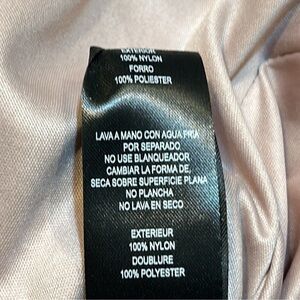 EXTERIOR
100% NYLON
FORRO
100% POLIESTER
LAVA A MANO CON AGUA FRIA
POR SEPARADO
NO USE BLANQUEADOR
CAMBIAR LA FORMA DE,
SECA SOBRE SUPERFICIE PLANA
NO PLANCHA
NO LAVA EN SECO
EXTERIEUR
100% NYLON
DOUBLURE
100% POLYESTER